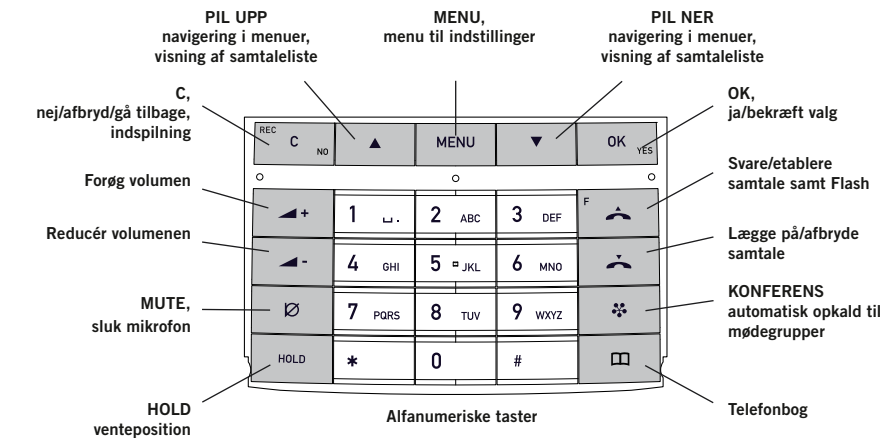 PIL UPP
navigering i menuer,
visning af samtaleliste
MENU,
menu til indstillinger
PIL NER
navigering i menuer,
visning af samtaleliste
C,
nej/afbryd/gå tilbage,
indspilning
OK,
ja/bekræft valg
REC C NO
MENU
OK YES
Forøg volumen
Svare/etablere
samtale samt Flash
+ 1 . 2 ABC 3 DEF F
Reducér volumenen
Lægge på/afbryde
samtale
- 4 GHI 5 JKL 6 MNO
MUTE,
sluk mikrofon
KONFERENS
automatisk opkald til
mødegrupper
7 PQRS 8 TUV 9 WXYZ
HOLD * 0 #
HOLD
venteposition
Alfanumeriske taster
Telefonbog